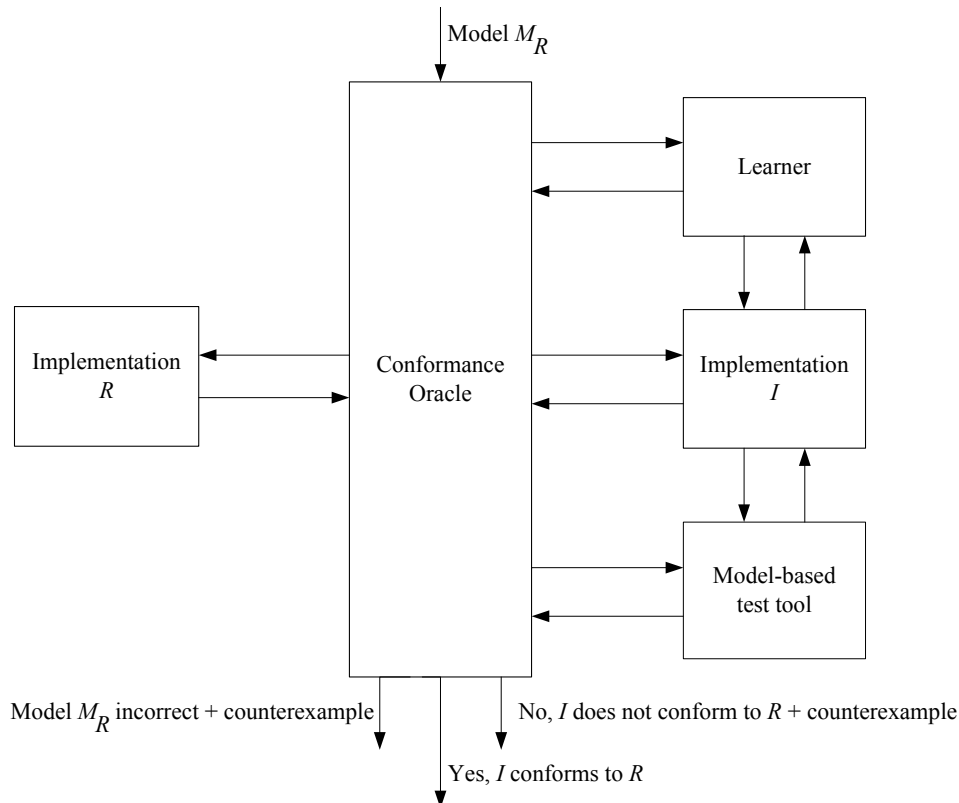 Model M_R
Learner
Implementation
R
Conformance
Oracle
Implementation
I
Model-based
test tool
Model M_R incorrect + counterexample
No, I does not conform to R + counterexample
Yes, I conforms to R